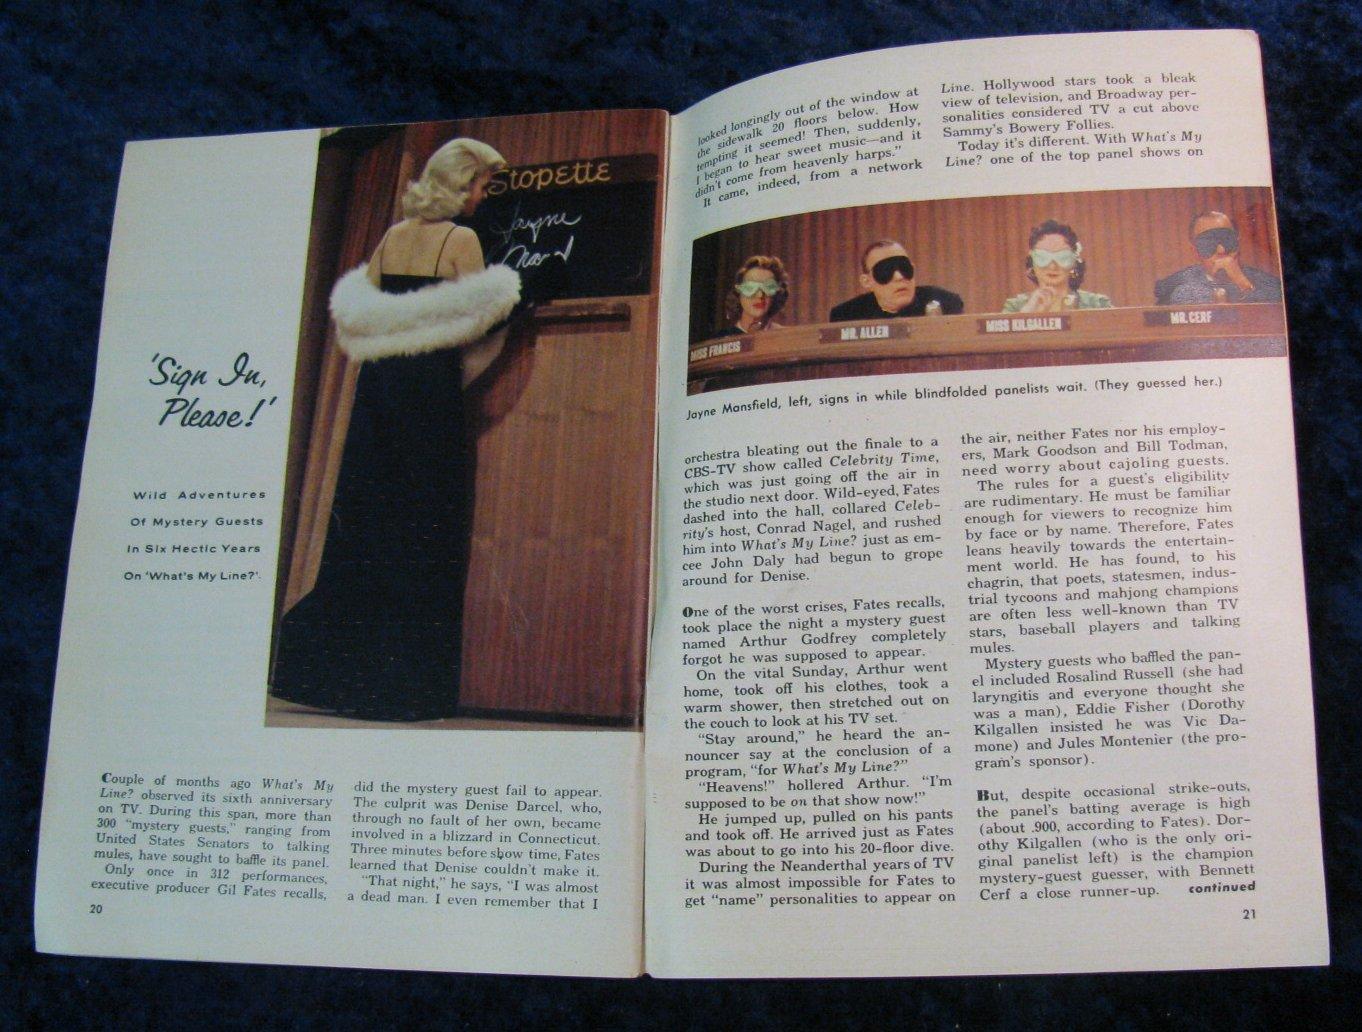 'Sign In,
Please!'
Wild Adventures
Of Mystery Guests
In Six Hectic Years
On 'What's My Line?'.
Stopette
Jayne
Couple of months ago What's My
Line? observed its sixth anniversary
on TV. During this span, more than
300 "mystery guests," ranging from
United States Senators to talking
mules, have sought to baffle its panel.
Only once in 312 performances,
executive producer Gil Fates recalls,
did the mystery guest fail to appear.
The culprit was Denise Darcel, who,
through no fault of her own, became
involved in a blizzard in Connecticut.
Three minutes before show time, Fates
learned that Denise couldn't make it.
"That night," he says, "I was almost
a dead man. I even remember that I
20
looked longingly out of the window at
the sidewalk 20 floors below. How
tempting it seemed! Then, suddenly,
I began to hear sweet music—and it
didn't come from heavenly harps."
It came, indeed, from a network
Line. Hollywood stars took a bleak
view of television, and Broadway per-
sonalities considered TV a cut above
Sammy's Bowery Follies.
Today it's different. With What's My
Line? one of the top panel shows on
MISS FRANCIS
MR. ALLEN
MISS KILGALLEN
MR. CERF
Jayne Mansfield, left, signs in while blindfolded panelists wait. (They guessed her.)
orchestra bleating out the finale to a
CBS-TV show called Celebrity Time,
which was just going off the air in
the studio next door. Wild-eyed, Fates
dashed into the hall, collared Celeb-
rity's host, Conrad Nagel, and rushed
him into What's My Line? just as em-
cee John Daly had begun to grope
around for Denise.
One of the worst crises, Fates recalls,
took place the night a mystery guest
named Arthur Godfrey completely
forgot he was supposed to appear.
On the vital Sunday, Arthur went
home, took off his clothes, took a
warm shower, then stretched out on
the couch to look at his TV set.
"Stay around," he heard the an-
nouncer say at the conclusion of a
program, "for What's My Line?"
"Heavens!" hollered Arthur. "I'm
supposed to be on that show now!"
He jumped up, pulled on his pants
and took off. He arrived just as Fates
was about to go into his 20-floor dive.
During the Neanderthal years of TV
it was almost impossible for Fates to
get "name" personalities to appear on
the air, neither Fates nor his employ-
ers, Mark Goodson and Bill Todman,
need worry about cajoling guests.
The rules for a guest's eligibility
are rudimentary. He must be familiar
enough for viewers to recognize him
by face or by name. Therefore, Fates
leans heavily towards the entertain-
ment world. He has found, to his
chagrin, that poets, statesmen, indus-
trial tycoons and mahjong champions
are often less well-known than TV
stars, baseball players and talking
mules.
Mystery guests who baffled the pan-
el included Rosalind Russell (she had
laryngitis and everyone thought she
was a man), Eddie Fisher (Dorothy
Kilgallen insisted he was Vic Da-
mone) and Jules Montenier (the pro-
gram's sponsor).
But, despite occasional strike-outs,
the panel's batting average is high
(about .900, according to Fates). Dor-
othy Kilgallen (who is the only ori-
ginal panelist left) is the champion
mystery-guest guesser, with Bennett
Cerf a close runner-up. continued
21